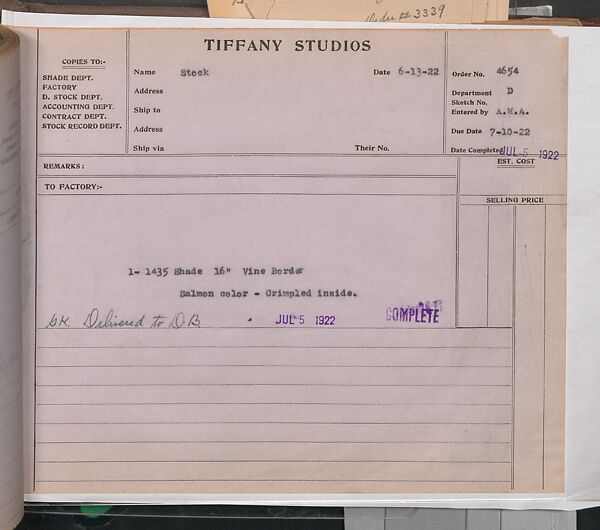 Order #3339
TIFFANY STUDIOS
COPIES TO:-
SHADE DEPT.
FACTORY
D. STOCK DEPT.
ACCOUNTING DEPT.
CONTRACT DEPT.
STOCK RECORD DEPT.
Name Stock Date 6-13-22
Address
Ship to
Address
Ship via Their No.
Order No. 4654
Department D
Sketch No.
Entered by A.M.A.
Due Date 7-10-22
Date Completed JUL 5 1922
REMARKS:
EST. COST
TO FACTORY:-
SELLING PRICE
1- 1435 Shade 16" Vine Border
Salmon color - Crimpled inside.
Delivered to D.B. JUL 5 1922 COMPLETE